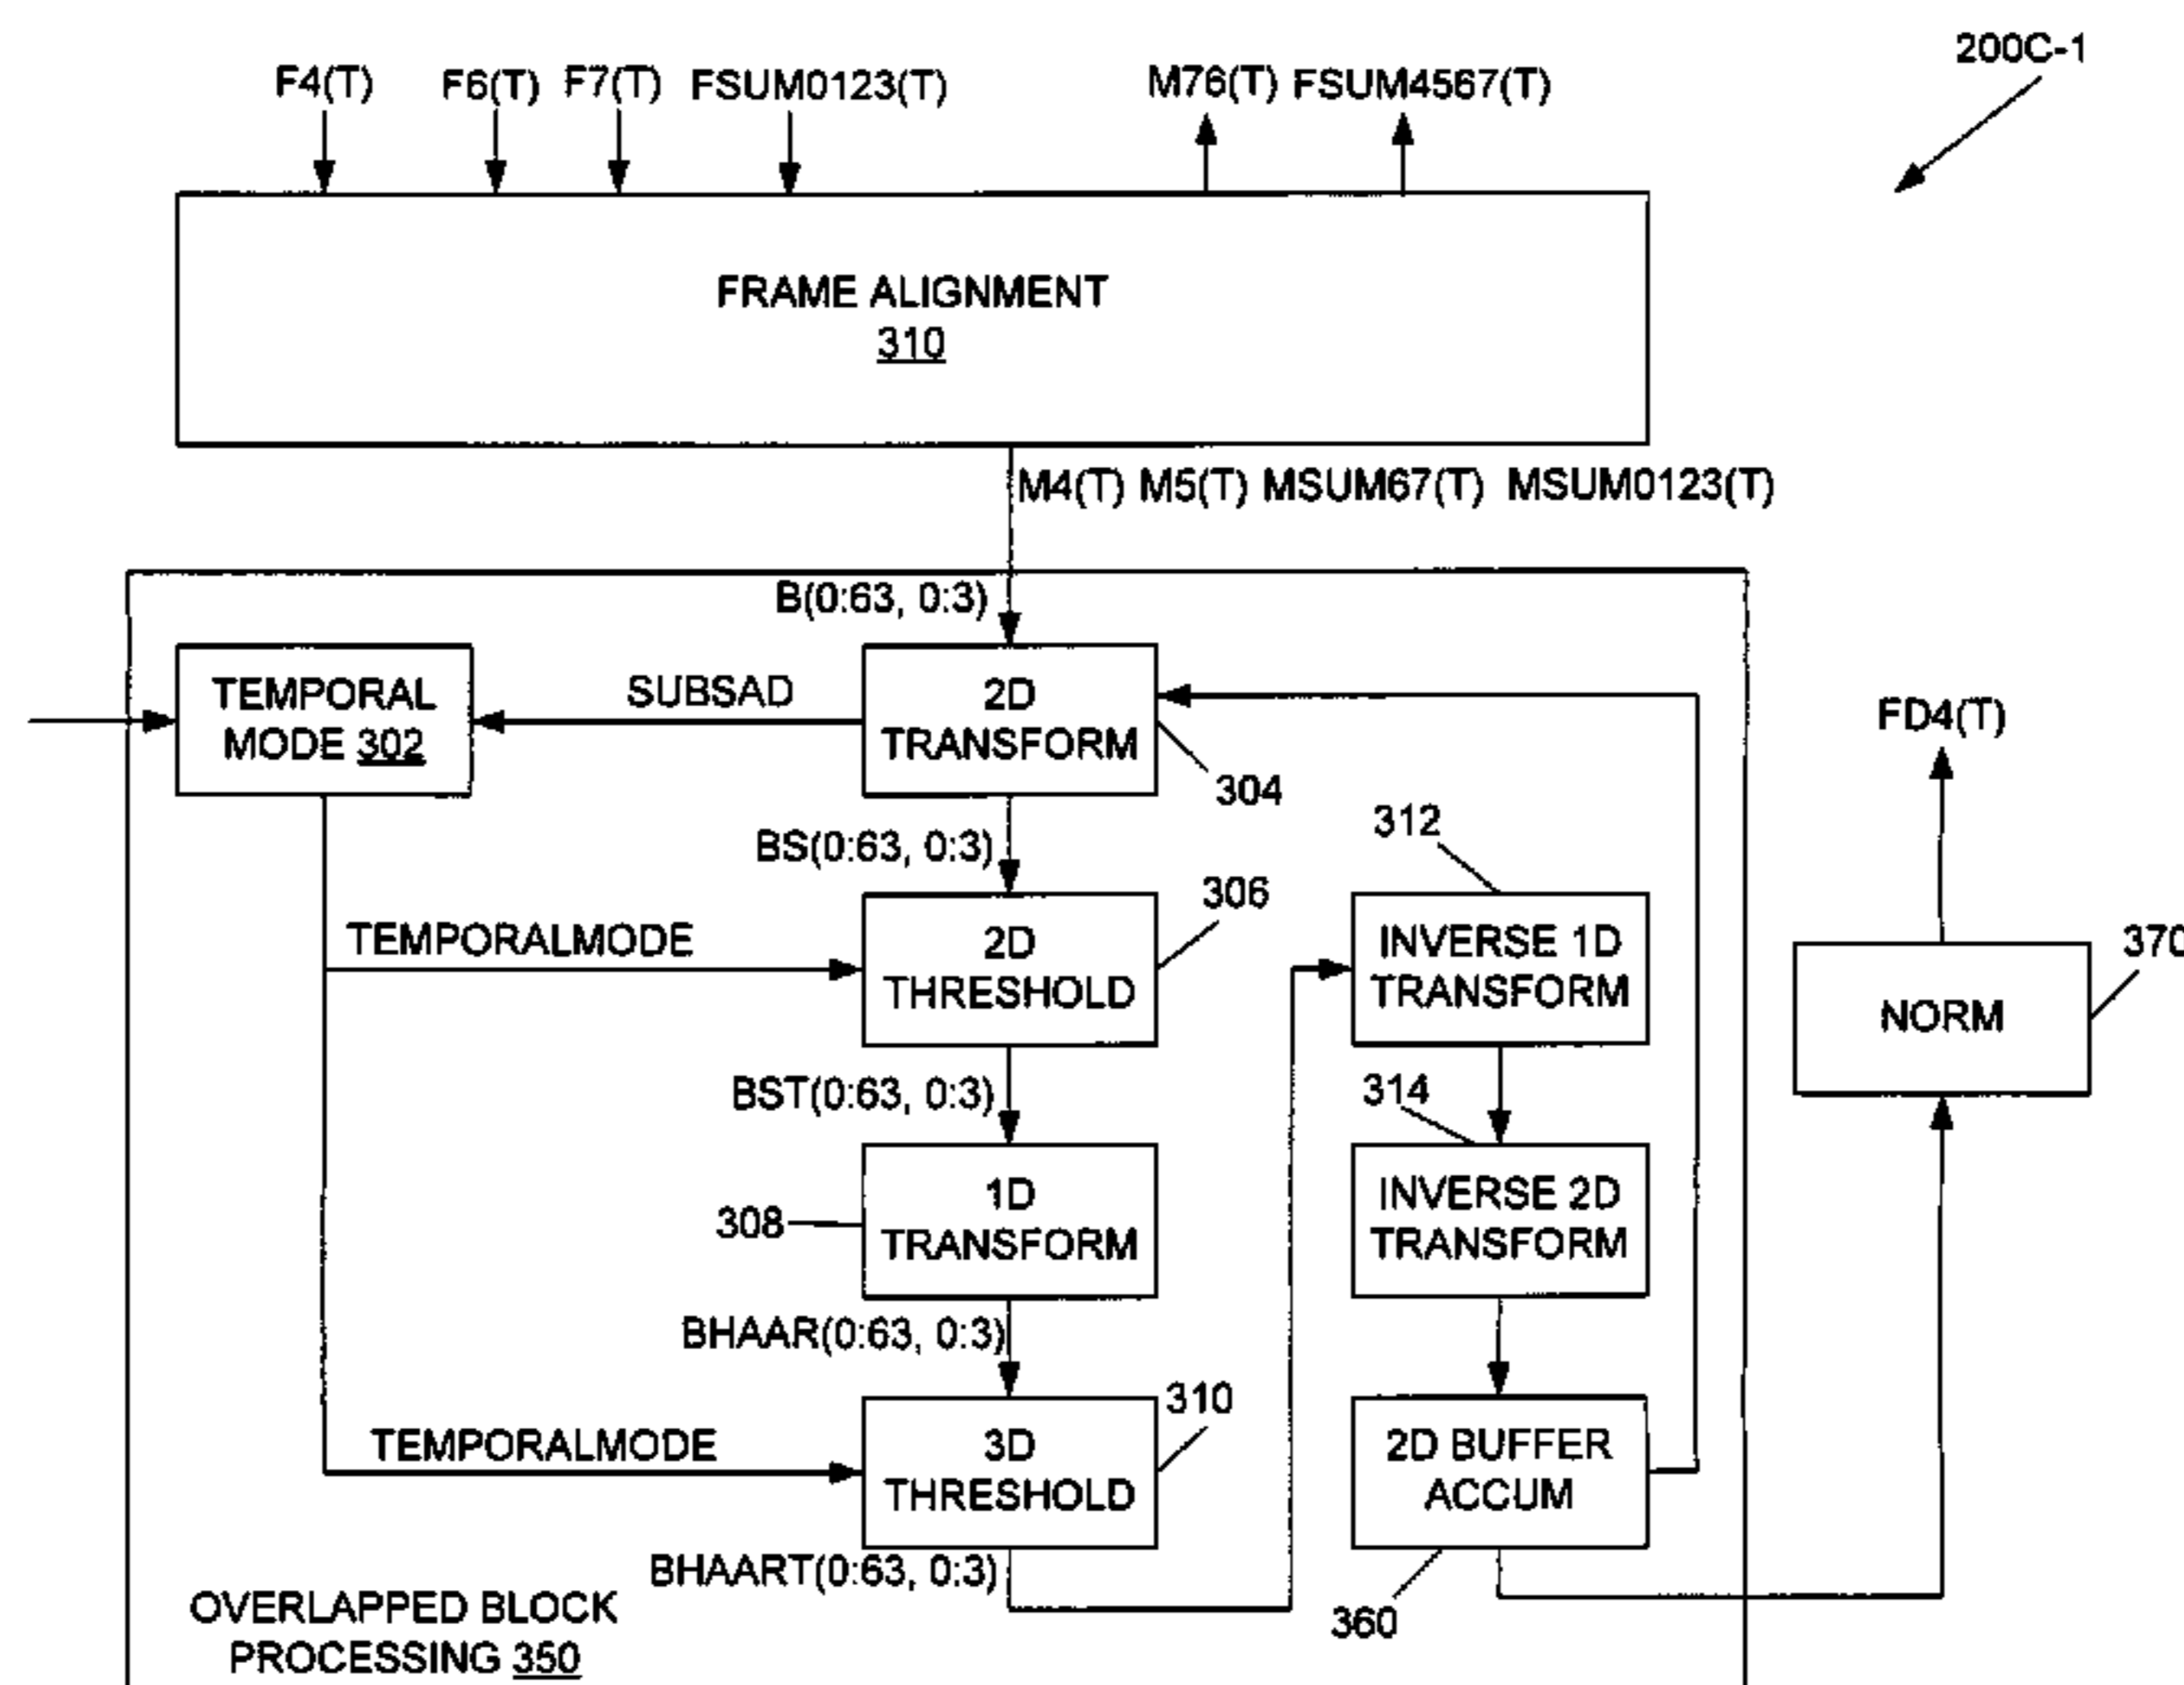 200C-1
F4(T) F6(T) F7(T) FSUM0123(T) M76(T) FSUM4567(T)
FRAME ALIGNMENT
310
M4(T) M5(T) MSUM67(T) MSUM0123(T)
B(0:63, 0:3)
TEMPORAL
MODE 302
SUBSAD
2D
TRANSFORM
304
FD4(T)
BS(0:63, 0:3)
312
306
TEMPORALMODE
2D
THRESHOLD
INVERSE 1D
TRANSFORM
370
NORM
BST(0:63, 0:3)
314
308
1D
TRANSFORM
INVERSE 2D
TRANSFORM
BHAAR(0:63, 0:3)
310
TEMPORALMODE
3D
THRESHOLD
2D BUFFER
ACCUM
BHAART(0:63, 0:3)
360
OVERLAPPED BLOCK
PROCESSING 350